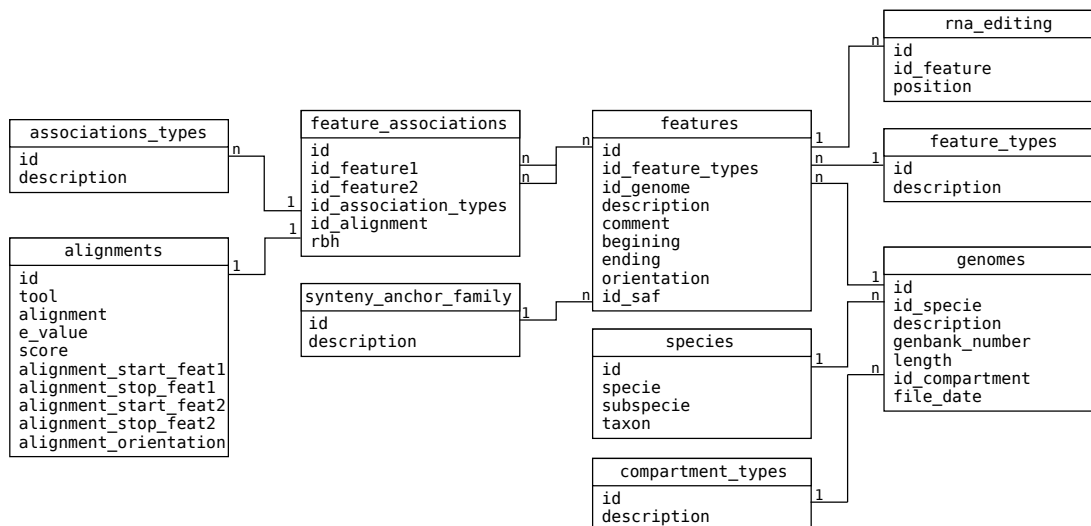 rna_editing
id
id_feature
position
associations_types
id
description
feature_associations
id
id_feature1
id_feature2
id_association_types
id_alignment
rbh
features
id
id_feature_types
id_genome
description
comment
begining
ending
orientation
id_saf
feature_types
id
description
alignments
id
tool
alignment
e_value
score
alignment_start_feat1
alignment_stop_feat1
alignment_start_feat2
alignment_stop_feat2
alignment_orientation
synteny_anchor_family
id
description
genomes
id
id_specie
description
genbank_number
length
id_compartment
file_date
species
id
specie
subspecie
taxon
compartment_types
id
description
n
1
n
1
n
1
n
1
n
1
n
1
n
1
1
1
n
n
n